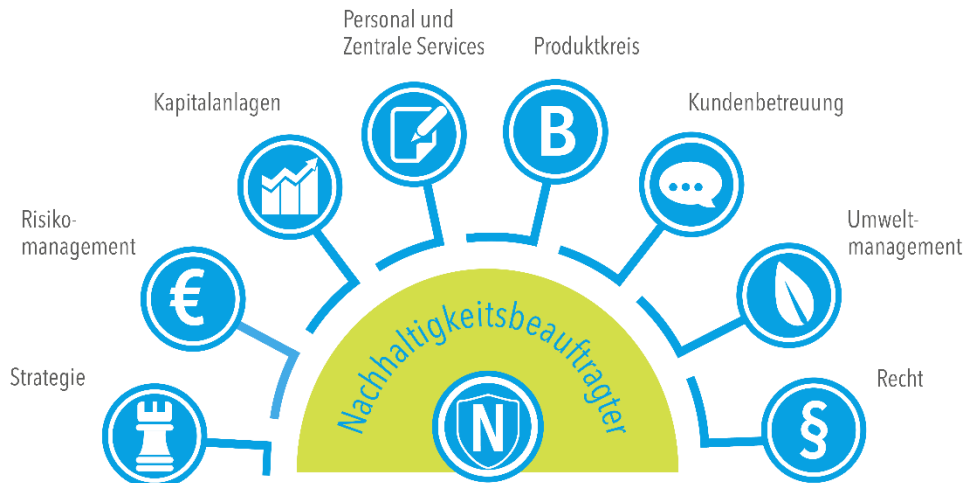 Personal und
Zentrale Services
Produktkreis
Kapitalanlagen
Kundenbetreuung
Risiko-
management
Umwelt-
management
Strategie
Recht
€
B
§
Nachhaltigkeitsbeauftragter
N